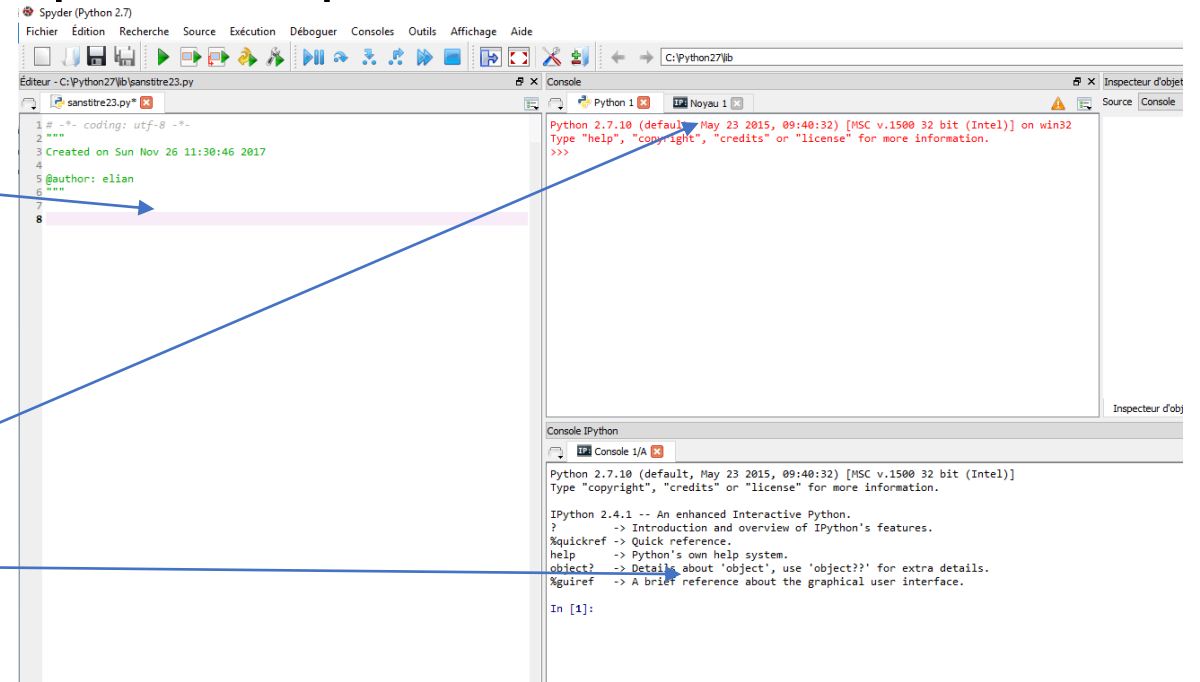 Spyder (Python 2.7)
Fichier Édition Recherche Source Exécution Déboguer Consoles Outils Affichage Aide
C:\Python27\lib
Éditeur - C:\Python27\lib\sanstitre23.py
sanstitre23.py*
1 # -*- coding: utf-8 -*-
2 """
3 Created on Sun Nov 26 11:30:46 2017
4
5 @author: elian
6 """
7
8
Console
Python 1
IP: Noyau 1
Python 2.7.10 (default, May 23 2015, 09:40:32) [MSC v.1500 32 bit (Intel)] on win32
Type "help", "copyright", "credits" or "license" for more information.
>>>
Inspecteur d'objet
Source Console
Inspecteur d'obj
Console IPython
IP: Console 1/A
Python 2.7.10 (default, May 23 2015, 09:40:32) [MSC v.1500 32 bit (Intel)]
Type "copyright", "credits" or "license" for more information.
IPython 2.4.1 -- An enhanced Interactive Python.
? -> Introduction and overview of IPython's features.
%quickref -> Quick reference.
help -> Python's own help system.
object? -> Details about 'object', use 'object??' for extra details.
%guiref -> A brief reference about the graphical user interface.
In [1]: